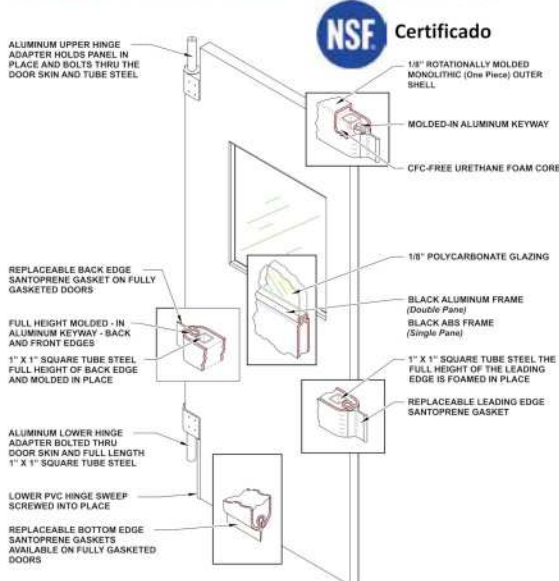 NSF Certificado
ALUMINUM UPPER HINGE
ADAPTER HOLDS PANEL IN
PLACE AND BOLTS THRU THE
DOOR SKIN AND TUBE STEEL
1/8" ROTATIONALLY MOLDED
MONOLITHIC (One Piece) OUTER
SHELL
MOLDED-IN ALUMINUM KEYWAY
CFC-FREE URETHANE FOAM CORE
1/8" POLYCARBONATE GLAZING
REPLACEABLE BACK EDGE
SANTOPRENE GASKET ON FULLY
GASKETED DOORS
BLACK ALUMINUM FRAME
(Double Pane)
BLACK ABS FRAME
(Single Pane)
FULL HEIGHT MOLDED - IN
ALUMINUM KEYWAY - BACK
AND FRONT EDGES
1" X 1" SQUARE TUBE STEEL
FULL HEIGHT OF BACK EDGE
AND MOLDED IN PLACE
1" X 1" SQUARE TUBE STEEL THE
FULL HEIGHT OF THE LEADING
EDGE IS FOAMED IN PLACE
REPLACEABLE LEADING EDGE
SANTOPRENE GASKET
ALUMINUM LOWER HINGE
ADAPTER BOLTED THRU
DOOR SKIN AND FULL LENGTH
1" X 1" SQUARE TUBE STEEL
LOWER PVC HINGE SWEEP
SCREWED INTO PLACE
REPLACEABLE BOTTOM EDGE
SANTOPRENE GASKETS
AVAILABLE ON FULLY GASKETED
DOORS